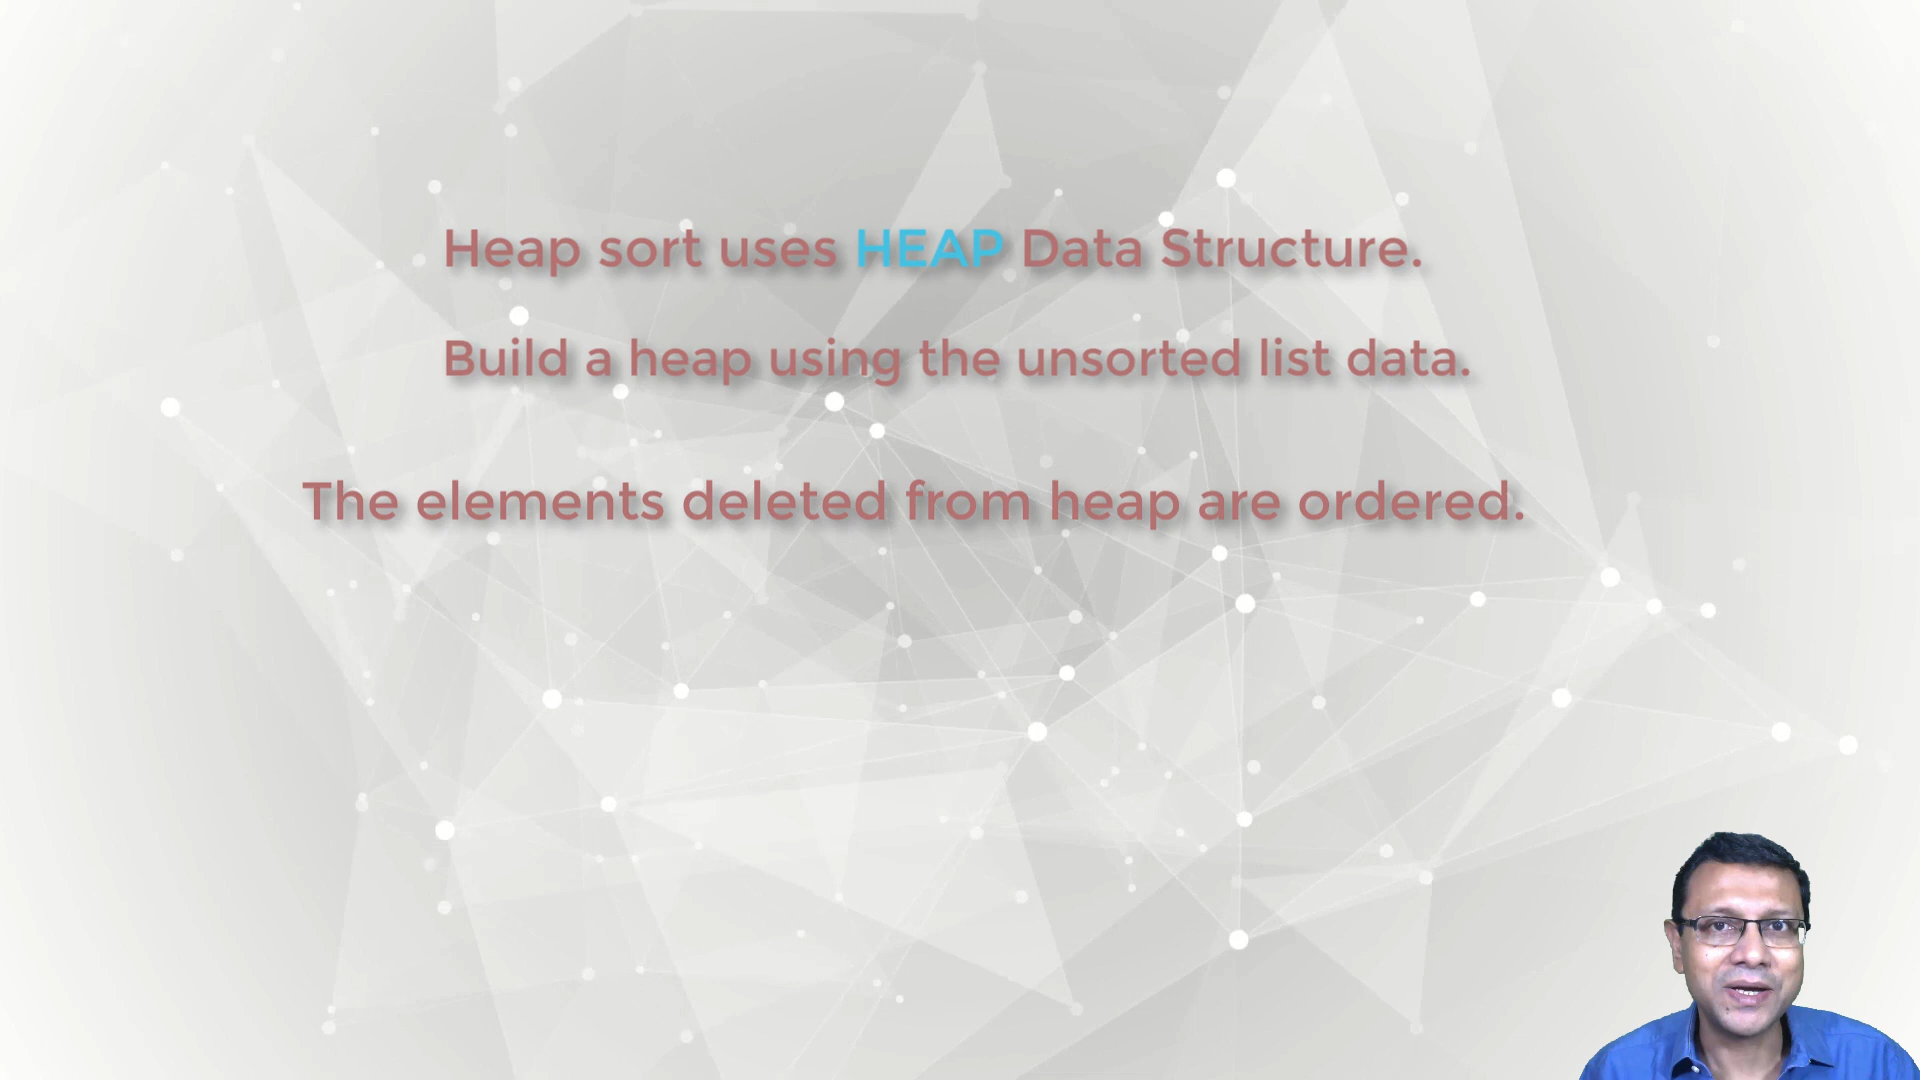 Heap sort uses HEAP Data Structure.
Build a heap using the unsorted list data.
The elements deleted from heap are ordered.